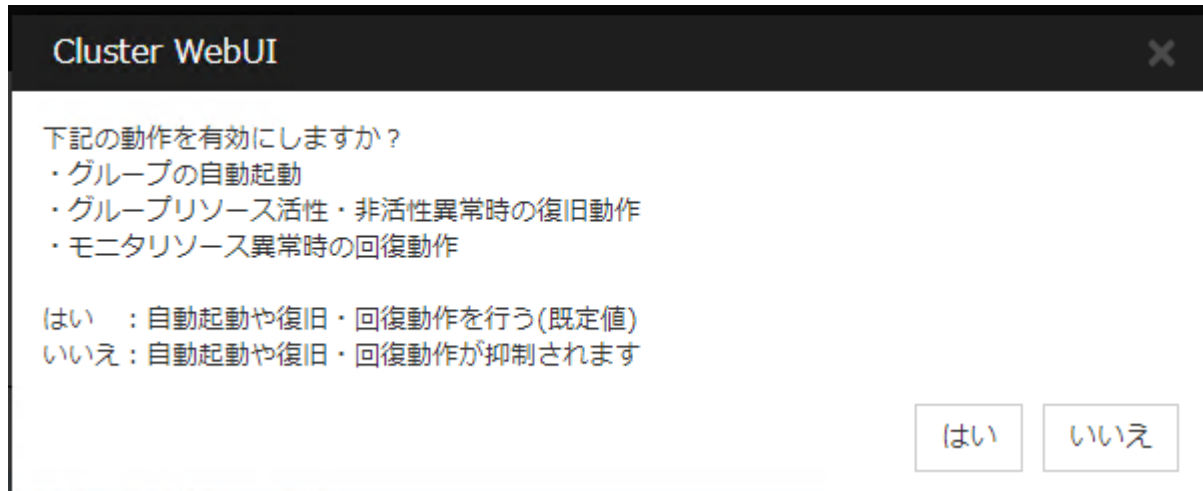 Cluster WebUI
下記の動作を有効にしますか？
・グループの自動起動
・グループリソース活性・非活性異常時の復旧動作
・モニタリソース異常時の回復動作
はい　：自動起動や復旧・回復動作を行う(既定値)
いいえ：自動起動や復旧・回復動作が抑制されます
はい
いいえ